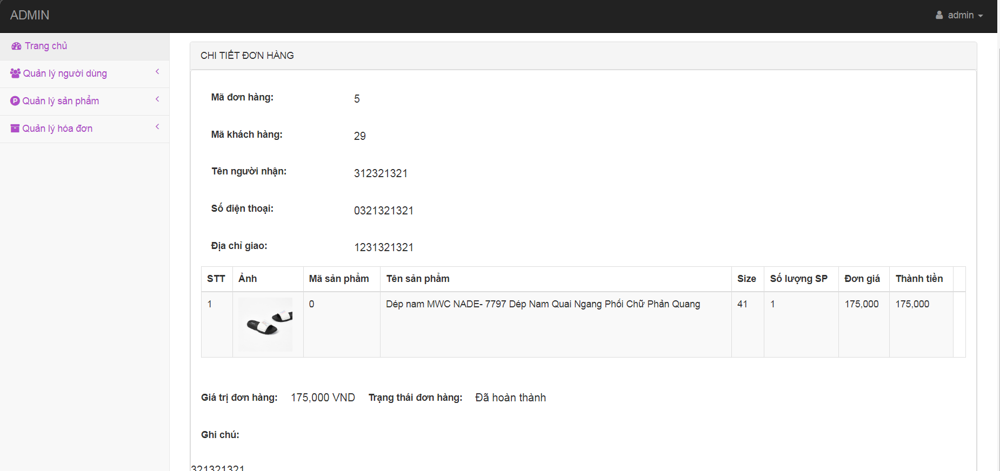 ADMIN
admin
Trang chủ
Quản lý người dùng
Quản lý sản phẩm
Quản lý hóa đơn
CHI TIẾT ĐƠN HÀNG
Mã đơn hàng: 5
Mã khách hàng: 29
Tên người nhận: 312321321
Số điện thoại: 0321321321
Địa chỉ giao: 1231321321
STT Ảnh Mã sản phẩm Tên sản phẩm Size Số lượng SP Đơn giá Thành tiền
1 0 Dép nam MWC NADE- 7797 Dép Nam Quai Ngang Phối Chữ Phản Quang 41 1 175,000 175,000
Giá trị đơn hàng: 175,000 VND Trạng thái đơn hàng: Đã hoàn thành
Ghi chú:
321321321